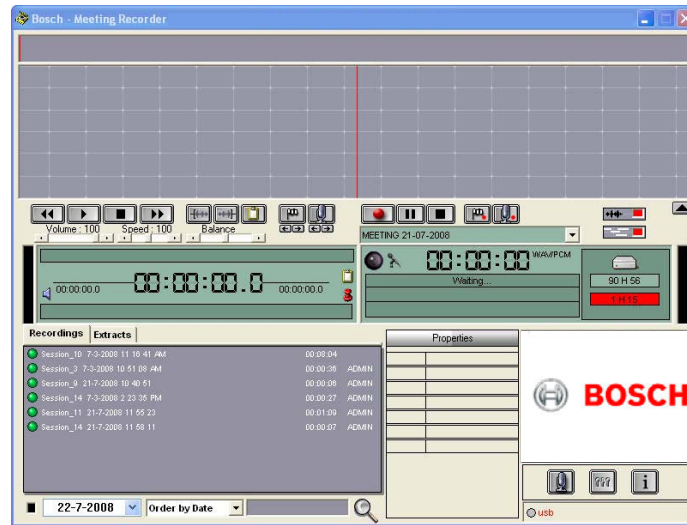 Bosch - Meeting Recorder
Volume : 100 Speed : 100 Balance
MEETING 21-07-2008
00:00:00.0 00:00:00.0 00:00:00.0
00:00:00 WAV/PCM
Waiting...
90 H 56
1 H 15
Recordings Extracts
Session_10 7-3-2008 11 16 41 AM 00:08:04
Session_3 7-3-2008 10 51 08 AM 00:00:36 ADMIN
Session_9 21-7-2008 10 40 51 00:00:06 ADMIN
Session_14 7-3-2008 2 23 35 PM 00:00:27 ADMIN
Session_11 21-7-2008 11 55 23 00:01:09 ADMIN
Session_14 21-7-2008 11 58 11 00:00:07 ADMIN
Properties
BOSCH
22-7-2008 Order by Date
usb